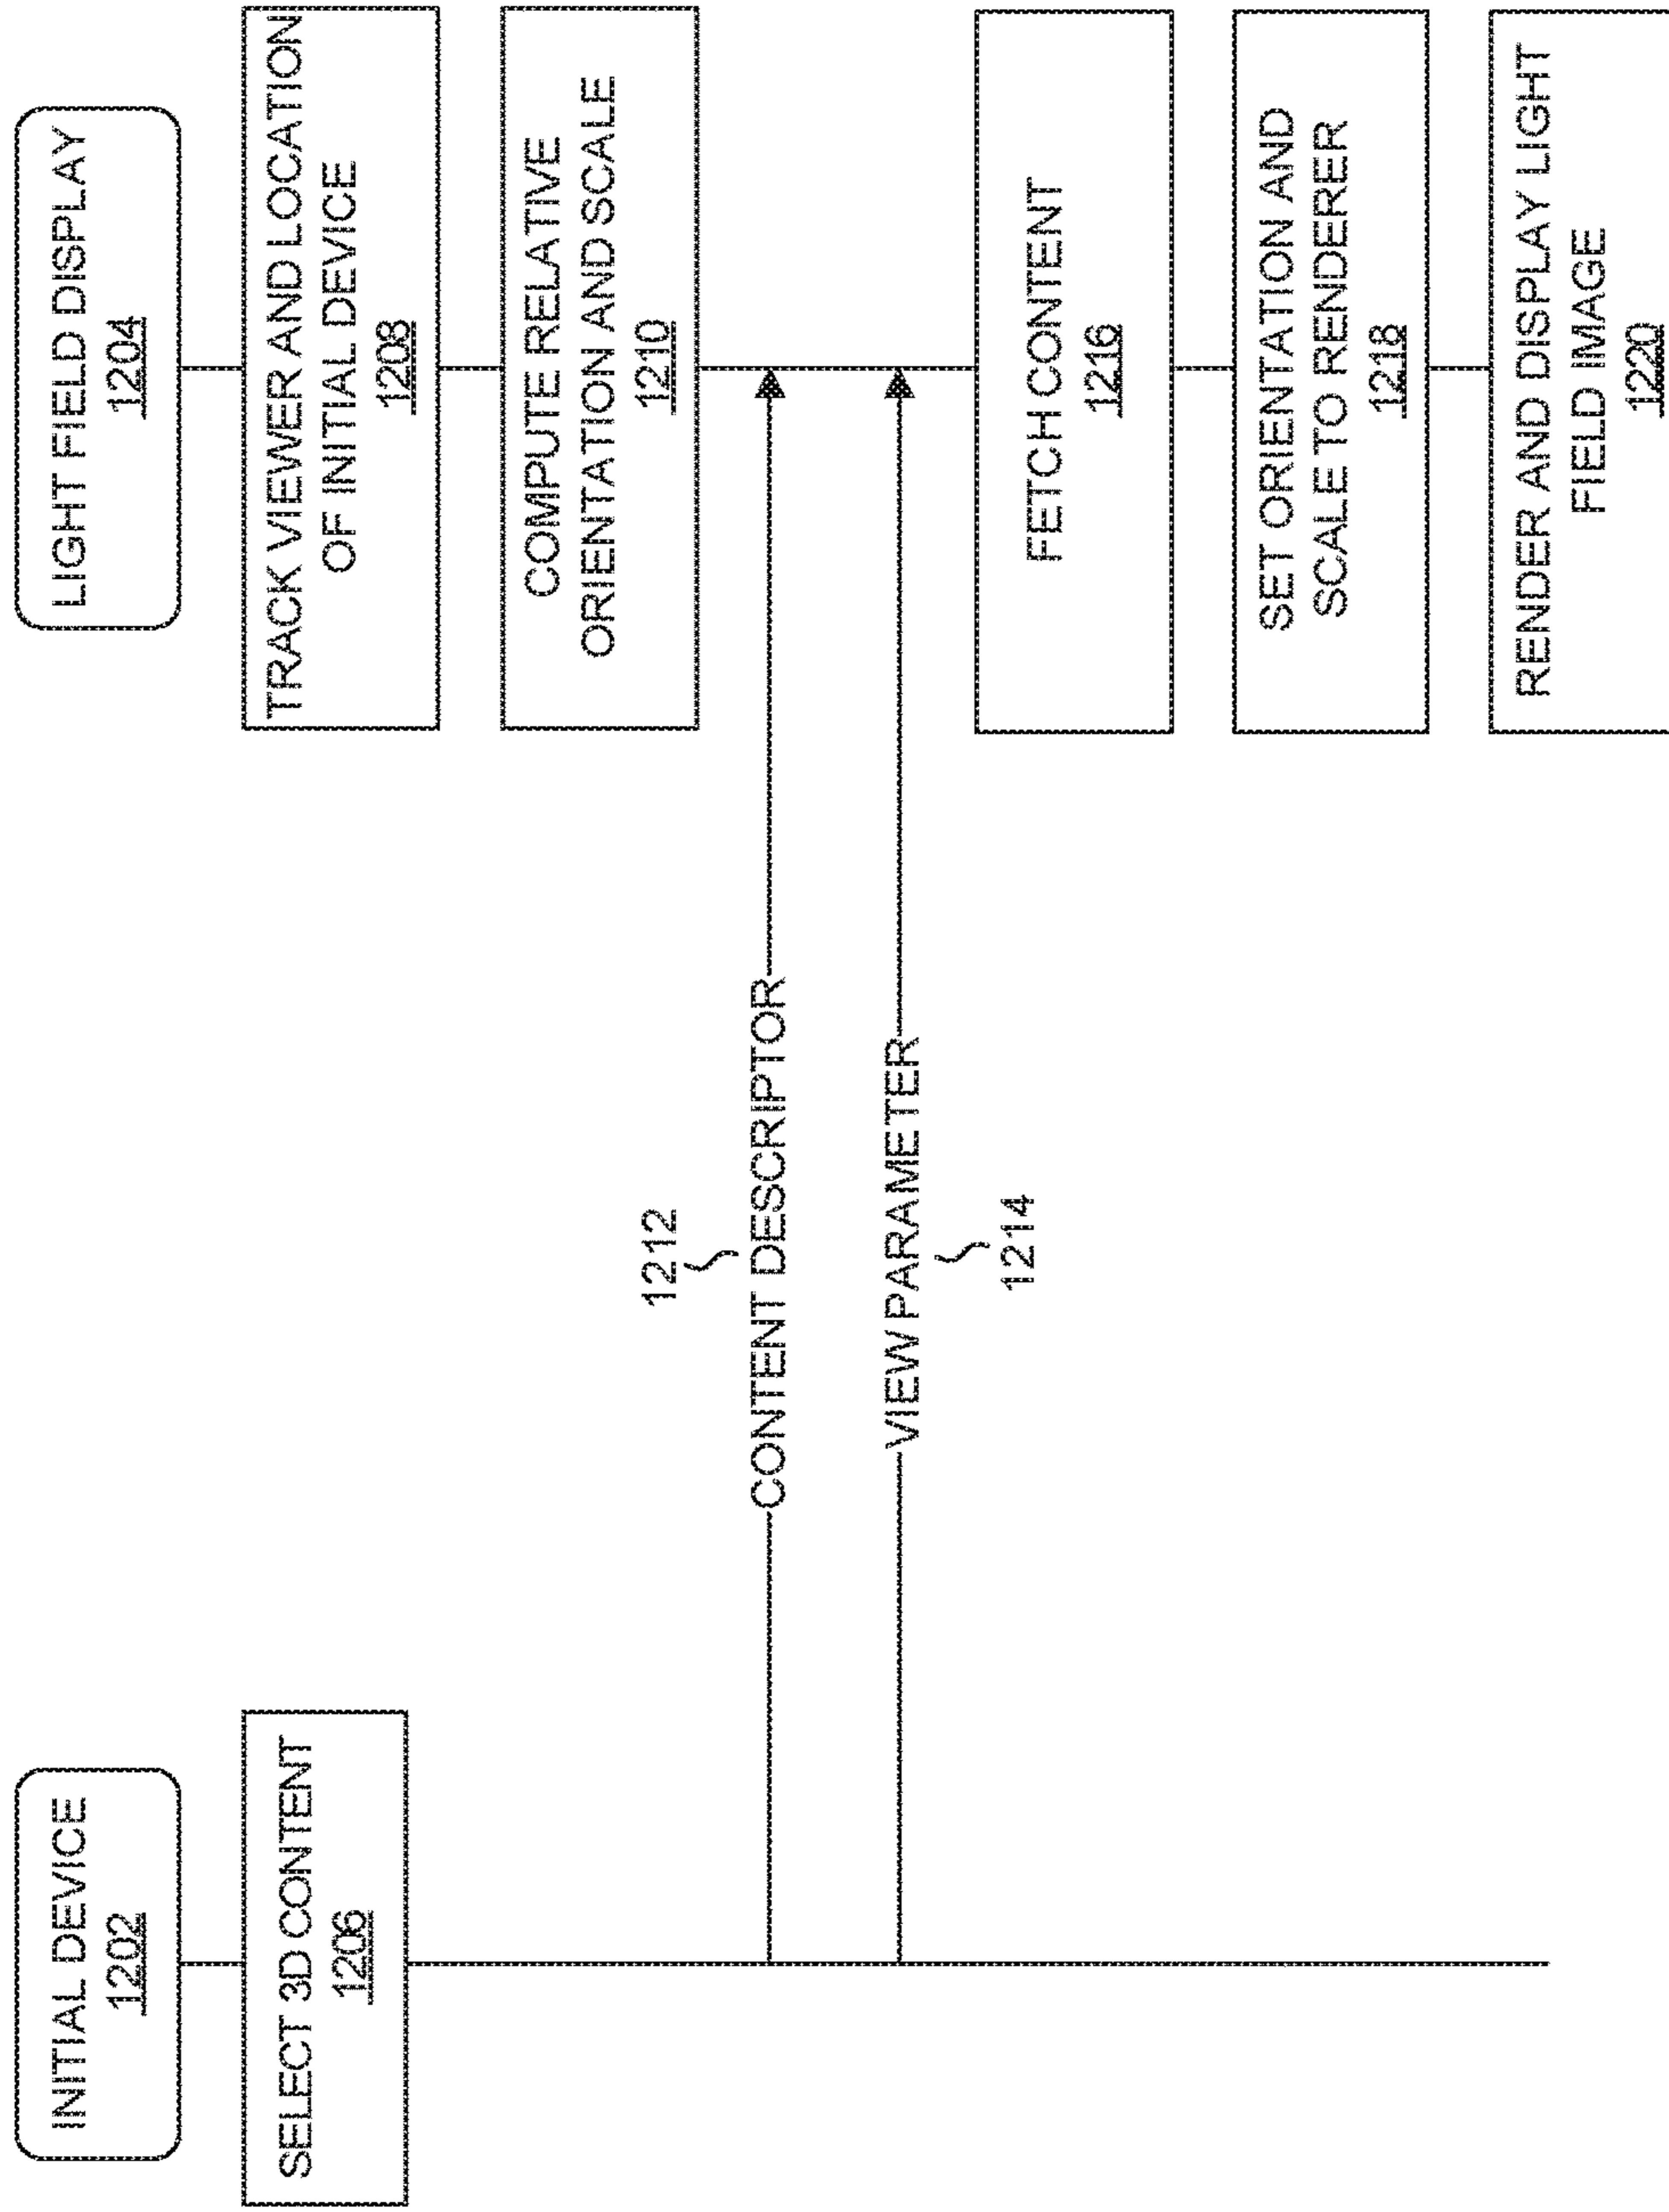 INITIAL DEVICE
1202
LIGHT FIELD DISPLAY
1204
SELECT 3D CONTENT
1206
TRACK VIEWER AND LOCATION
OF INITIAL DEVICE
1208
COMPUTE RELATIVE
ORIENTATION AND SCALE
1210
1212
CONTENT DESCRIPTOR
VIEW PARAMETER
1214
FETCH CONTENT
1216
SET ORIENTATION AND
SCALE TO RENDERER
1218
RENDER AND DISPLAY LIGHT
FIELD IMAGE
1220